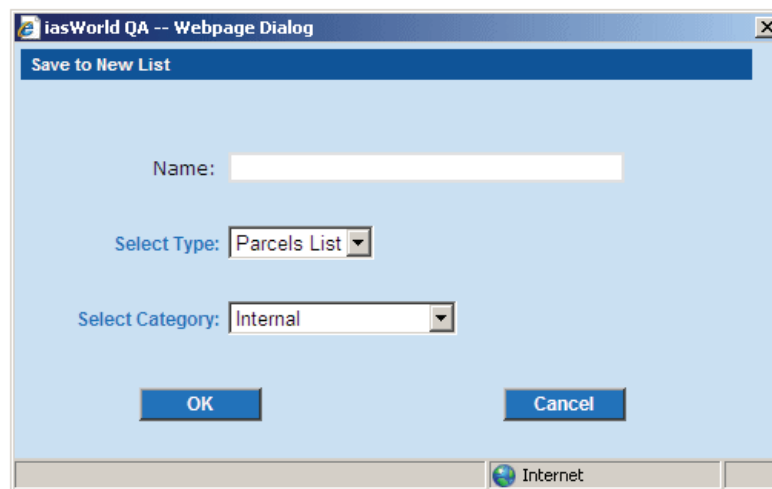 iasWorld QA -- Webpage Dialog
Save to New List
Name:
Select Type: Parcels List
Select Category: Internal
OK Cancel
Internet